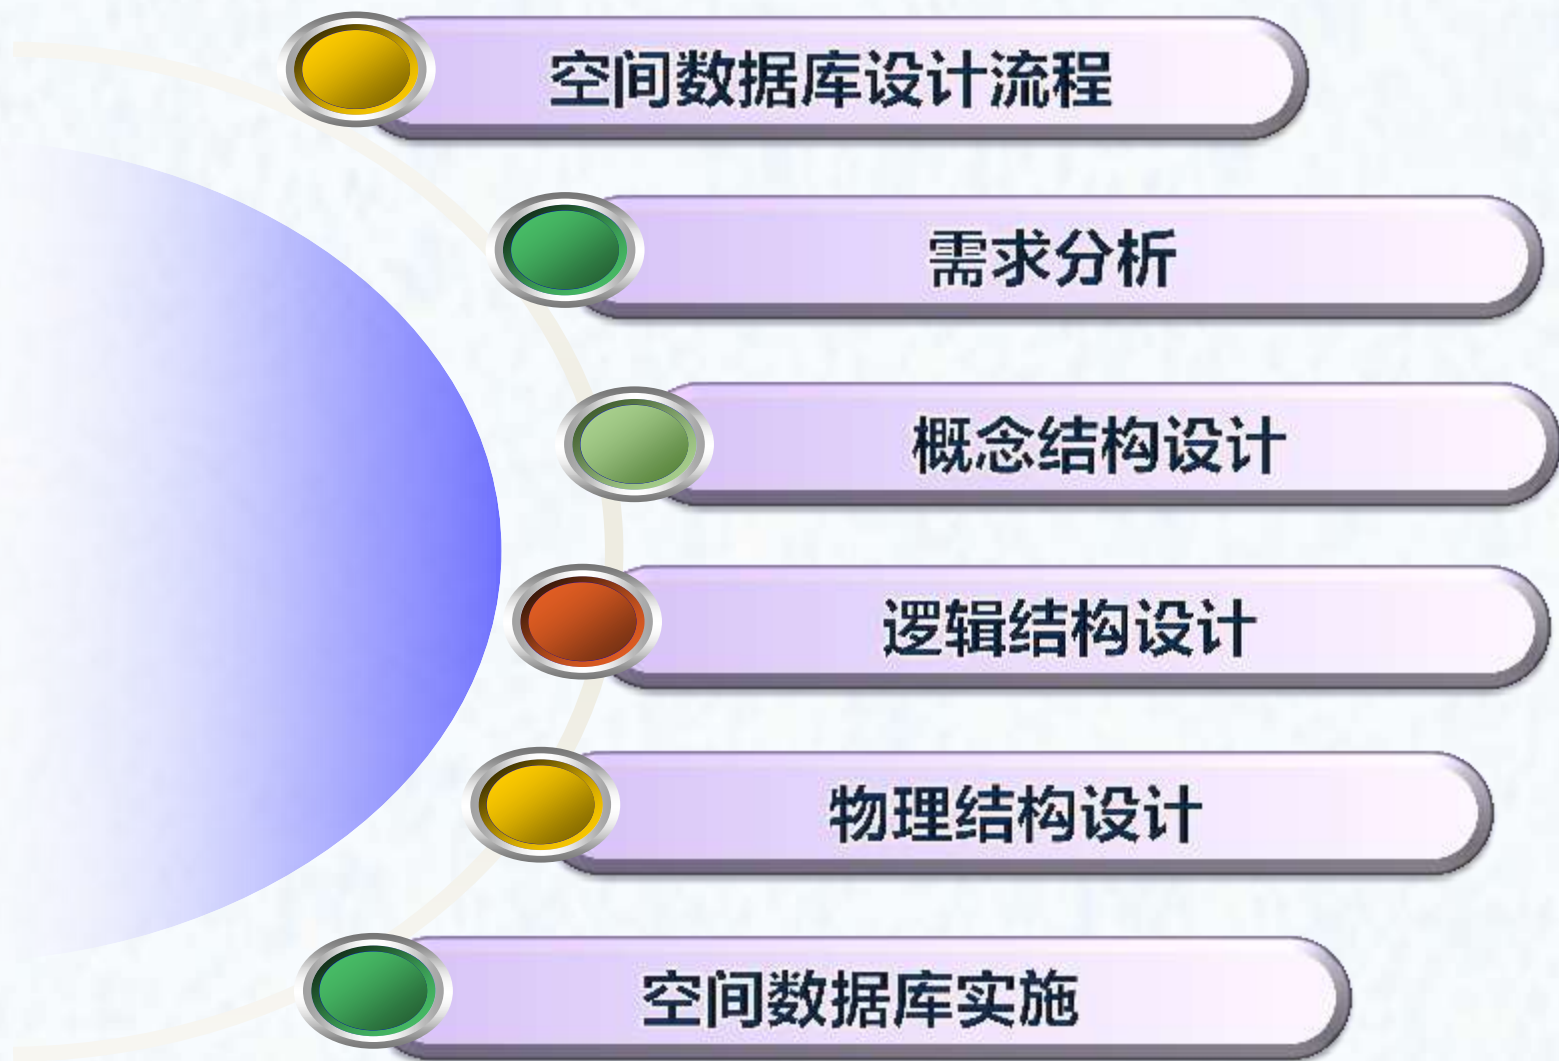 空间数据库设计流程
需求分析
概念结构设计
逻辑结构设计
物理结构设计
空间数据库实施